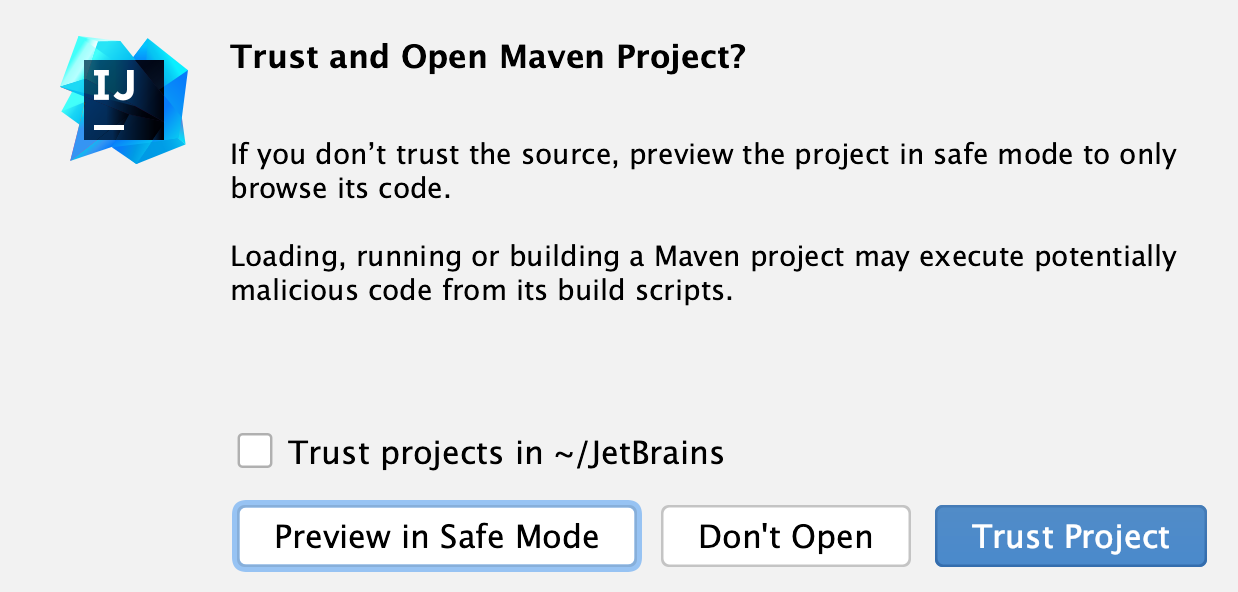 IJ
Trust and Open Maven Project?
If you don’t trust the source, preview the project in safe mode to only
browse its code.
Loading, running or building a Maven project may execute potentially
malicious code from its build scripts.
Trust projects in ~/JetBrains
Preview in Safe Mode
Don't Open
Trust Project